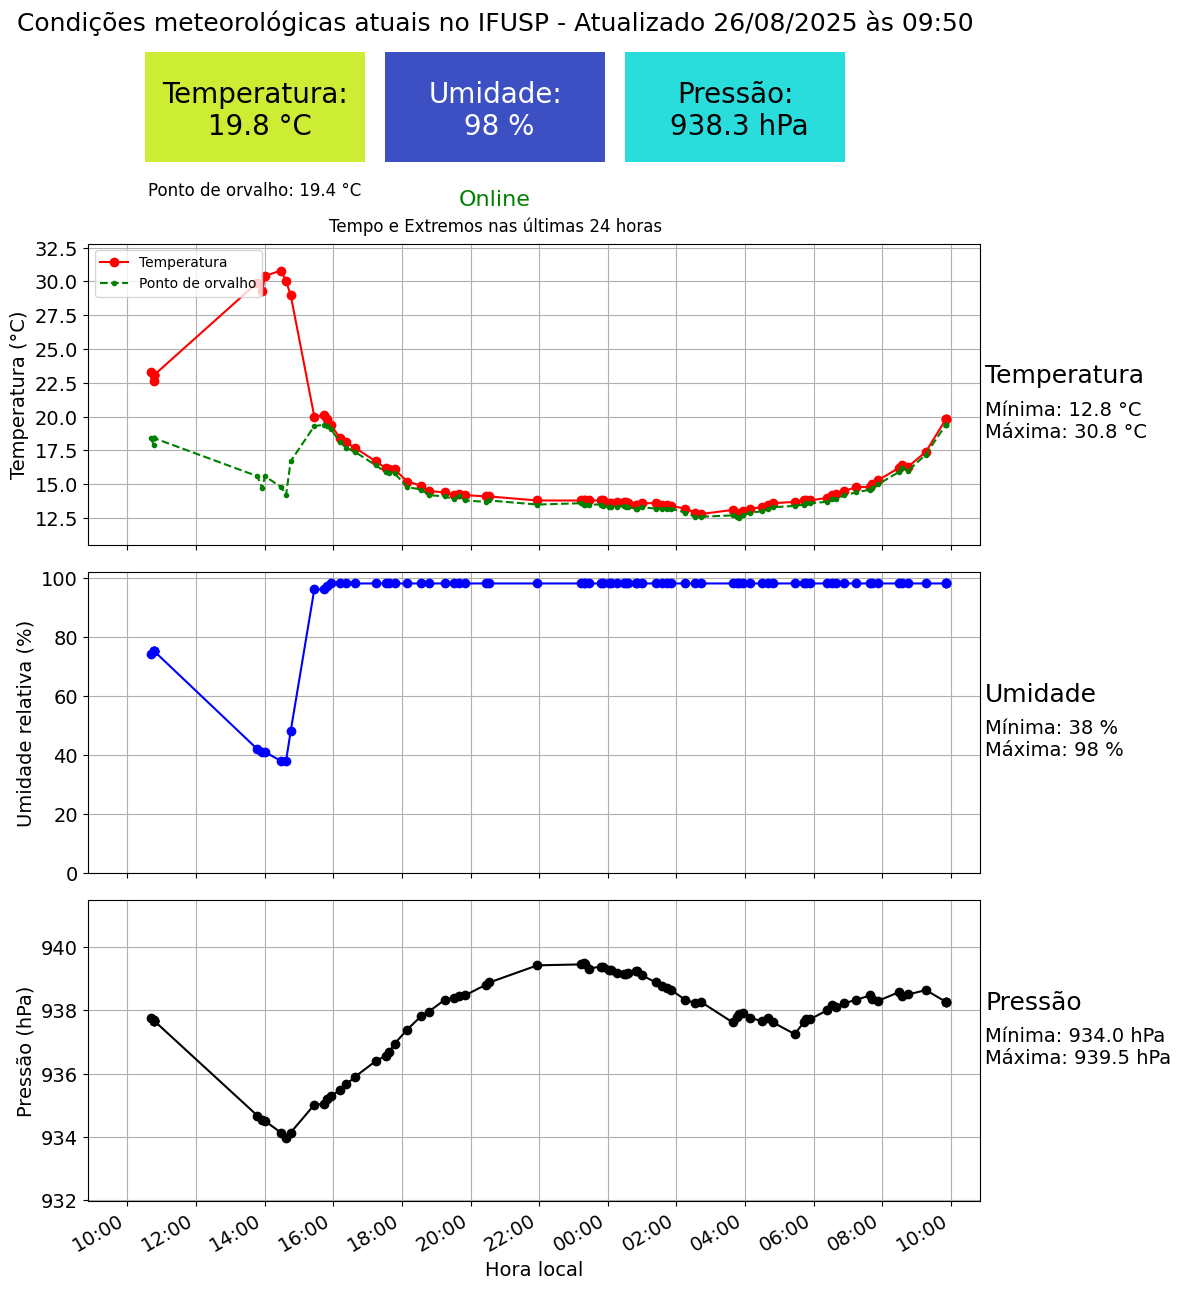 Condições meteorológicas atuais no IFUSP - Atualizado 26/08/2025 às 09:50
Temperatura:
19.8 °C
Umidade:
98 %
Pressão:
938.3 hPa
Ponto de orvalho: 19.4 °C
Online
Tempo e Extremos nas últimas 24 horas
Temperatura
Ponto de orvalho
Temperatura (°C)
32.5
30.0
27.5
25.0
22.5
20.0
17.5
15.0
12.5
Temperatura
Mínima: 12.8 °C
Máxima: 30.8 °C
Umidade relativa (%)
100
80
60
40
20
0
Umidade
Mínima: 38 %
Máxima: 98 %
Pressão (hPa)
940
938
936
934
932
Pressão
Mínima: 934.0 hPa
Máxima: 939.5 hPa
10:00
12:00
14:00
16:00
18:00
20:00
22:00
00:00
02:00
04:00
06:00
08:00
10:00
Hora local